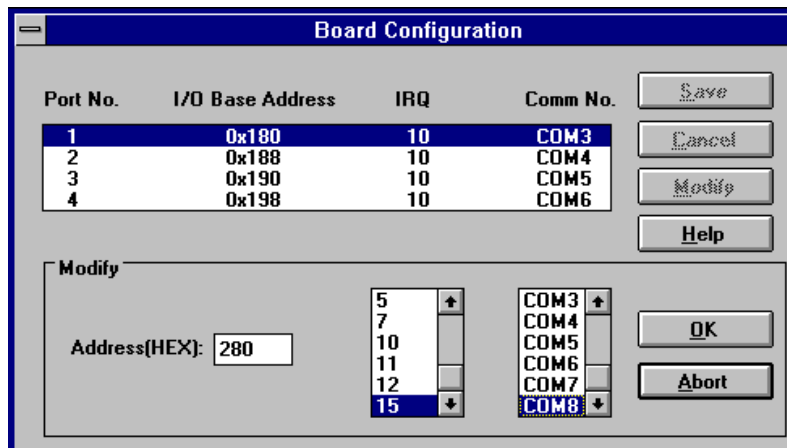 Board Configuration
Port No. I/O Base Address IRQ Comm No.
1 0x180 10 COM3
2 0x188 10 COM4
3 0x190 10 COM5
4 0x198 10 COM6
Save
Cancel
Modify
Help
Modify
Address(HEX): 280
5
7
10
11
12
15
COM3
COM4
COM5
COM6
COM7
COM8
OK
Abort